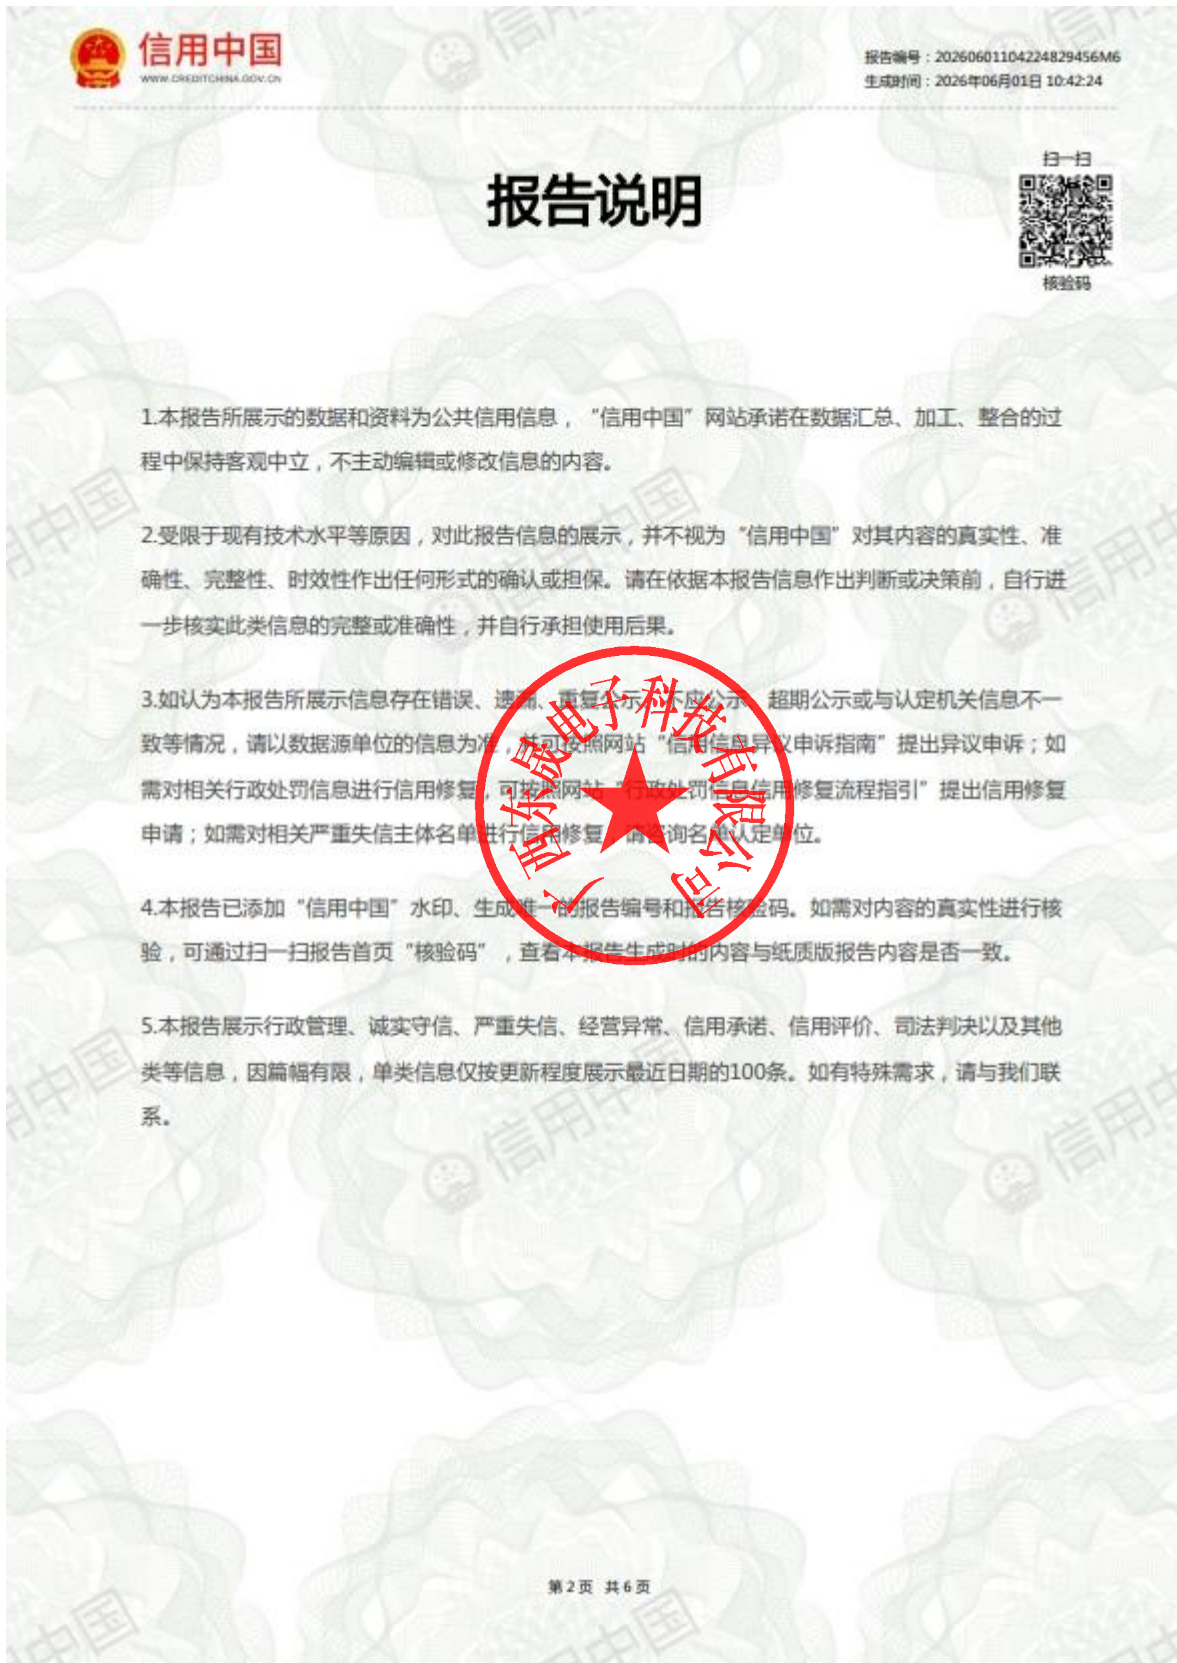 信用中国
WWW.CREDITCHINA.GOV.CN
报告编号：20260601104224829456M6
生成时间：2026年06月01日 10:42:24
扫一扫
核验码
报告说明
1.本报告所展示的数据和资料为公共信用信息，“信用中国”网站承诺在数据汇总、加工、整合的过
程中保持客观中立，不主动编辑或修改信息的内容。
2.受限于现有技术水平等原因，对此报告信息的展示，并不视为“信用中国”对其内容的真实性、准
确性、完整性、时效性作出任何形式的确认或担保。请在依据本报告信息作出判断或决策前，自行进
一步核实此类信息的完整或准确性，并自行承担使用后果。
3.如认为本报告所展示信息存在错误、遗漏、重复公示、不应公示、超期公示或与认定机关信息不一
致等情况，请以数据源单位的信息为准，并可按照网站“信用信息异议申诉指南”提出异议申诉；如
需对相关行政处罚信息进行信用修复，可按照网站“行政处罚信息信用修复流程指引”提出信用修复
申请；如需对相关严重失信主体名单进行信用修复，请咨询名单认定单位。
4.本报告已添加“信用中国”水印、生成唯一的报告编号和报告核验码。如需对内容的真实性进行核
验，可通过扫一扫报告首页“核验码”，查看本报告生成时的内容与纸质版报告内容是否一致。
5.本报告展示行政管理、诚实守信、严重失信、经营异常、信用承诺、信用评价、司法判决以及其他
类等信息，因篇幅有限，单类信息仅按更新程度展示最近日期的100条。如有特殊需求，请与我们联
系。
广西东晟电子科技有限公司
第2页 共6页